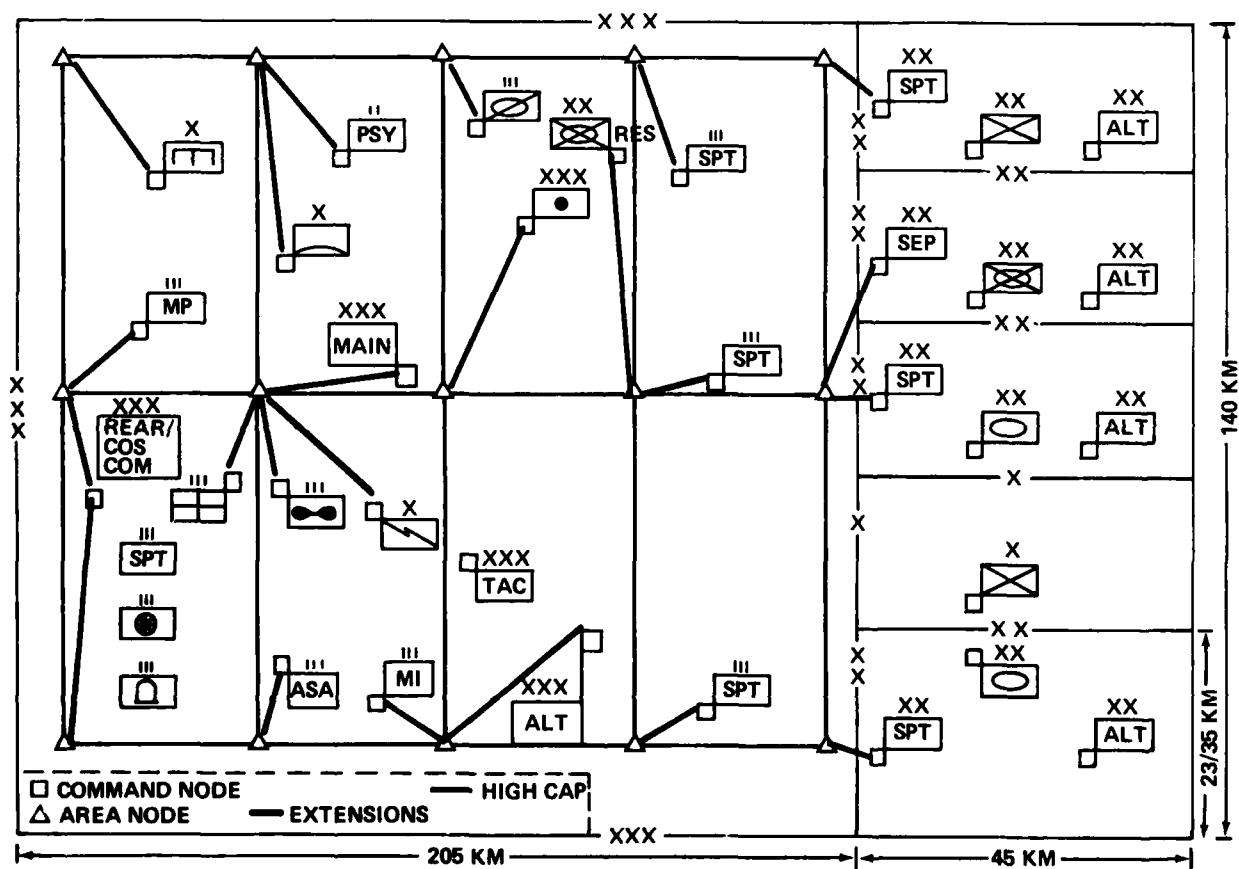 XXX
XX
SPT
XX
XX
ALT
X
II
PSY
III
XX
RES
III
SPT
XX
XX
XXX
X
XX
SEP
XX
XX
ALT
XX
III
MP
XXX
MAIN
III
SPT
XX
XX
SPT
XX
XX
ALT
X
XXX
XXX
REAR/
COS
COM
III
III
X
X
X
III
SPT
XXX
TAC
III
III
XX
XX
XX
III
ASA
III
MI
XXX
ALT
III
SPT
XX
SPT
XX
ALT
COMMAND NODE
HIGH CAP
AREA NODE
EXTENSIONS
XXX
205 KM
45 KM
140 KM
23/35 KM